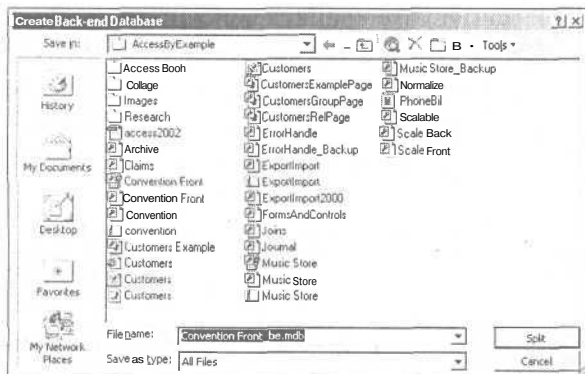 Create Back-end Database
Save in: AccessByExample Tools
History
My Documents
Desktop
Favorites
My Network Places
Access Booh
Collage
Images
Research
access2002
Archive
Claims
Convention Front
Convention Front
Convention
convention
Customers Example
Customers
Customers
Customers
Customers
CustomersExamplePage
CustomersGroupPage
CustomersRelPage
ErrorHandle
ErrorHandle_Backup
ExportImport
ExportImport
ExportImport2000
FormsAndControls
Joins
Journal
Music Store
Music Store
Music Store
Music Store_Backup
Normalize
PhoneBil
Scalable
Scale Back
Scale Front
File name: Convention Front_be.mdb Split
Save as type: All Files Cancel